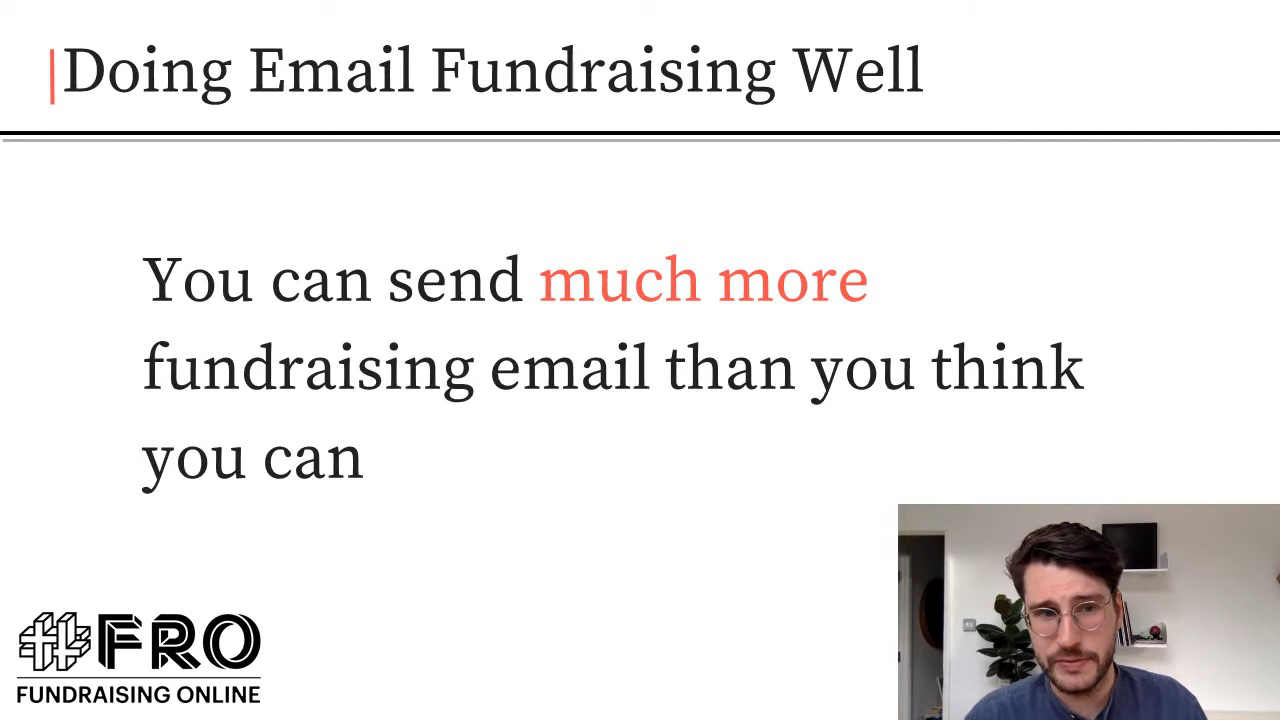 Doing Email Fundraising Well
You can send much more
fundraising email than you think
you can
#FRO
FUNDRAISING ONLINE